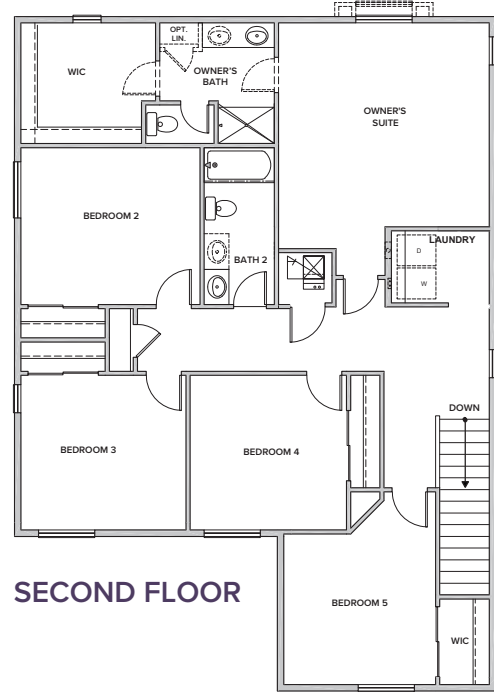 OPT.
LIN.
WIC
OWNER'S
BATH
OWNER'S
SUITE
BEDROOM 2
BATH 2
LAUNDRY
D
W
DOWN
BEDROOM 3
BEDROOM 4
SECOND FLOOR
BEDROOM 5
WIC